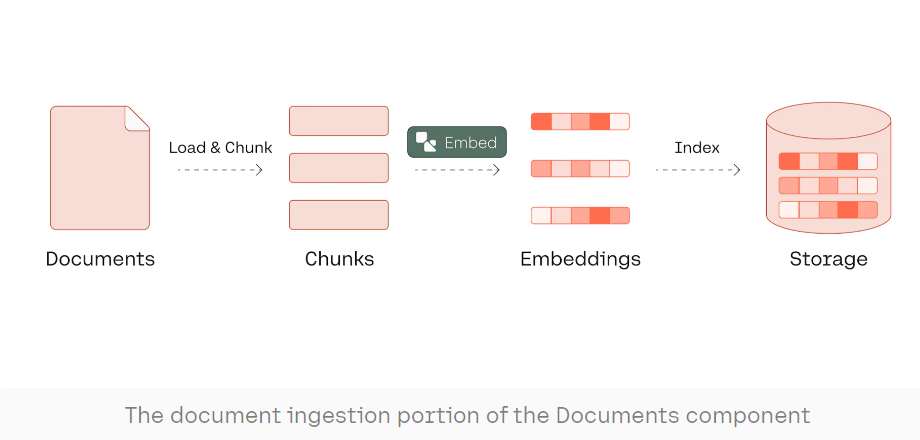 Load & Chunk
Embed
Index
Documents
Chunks
Embeddings
Storage
The document ingestion portion of the Documents component